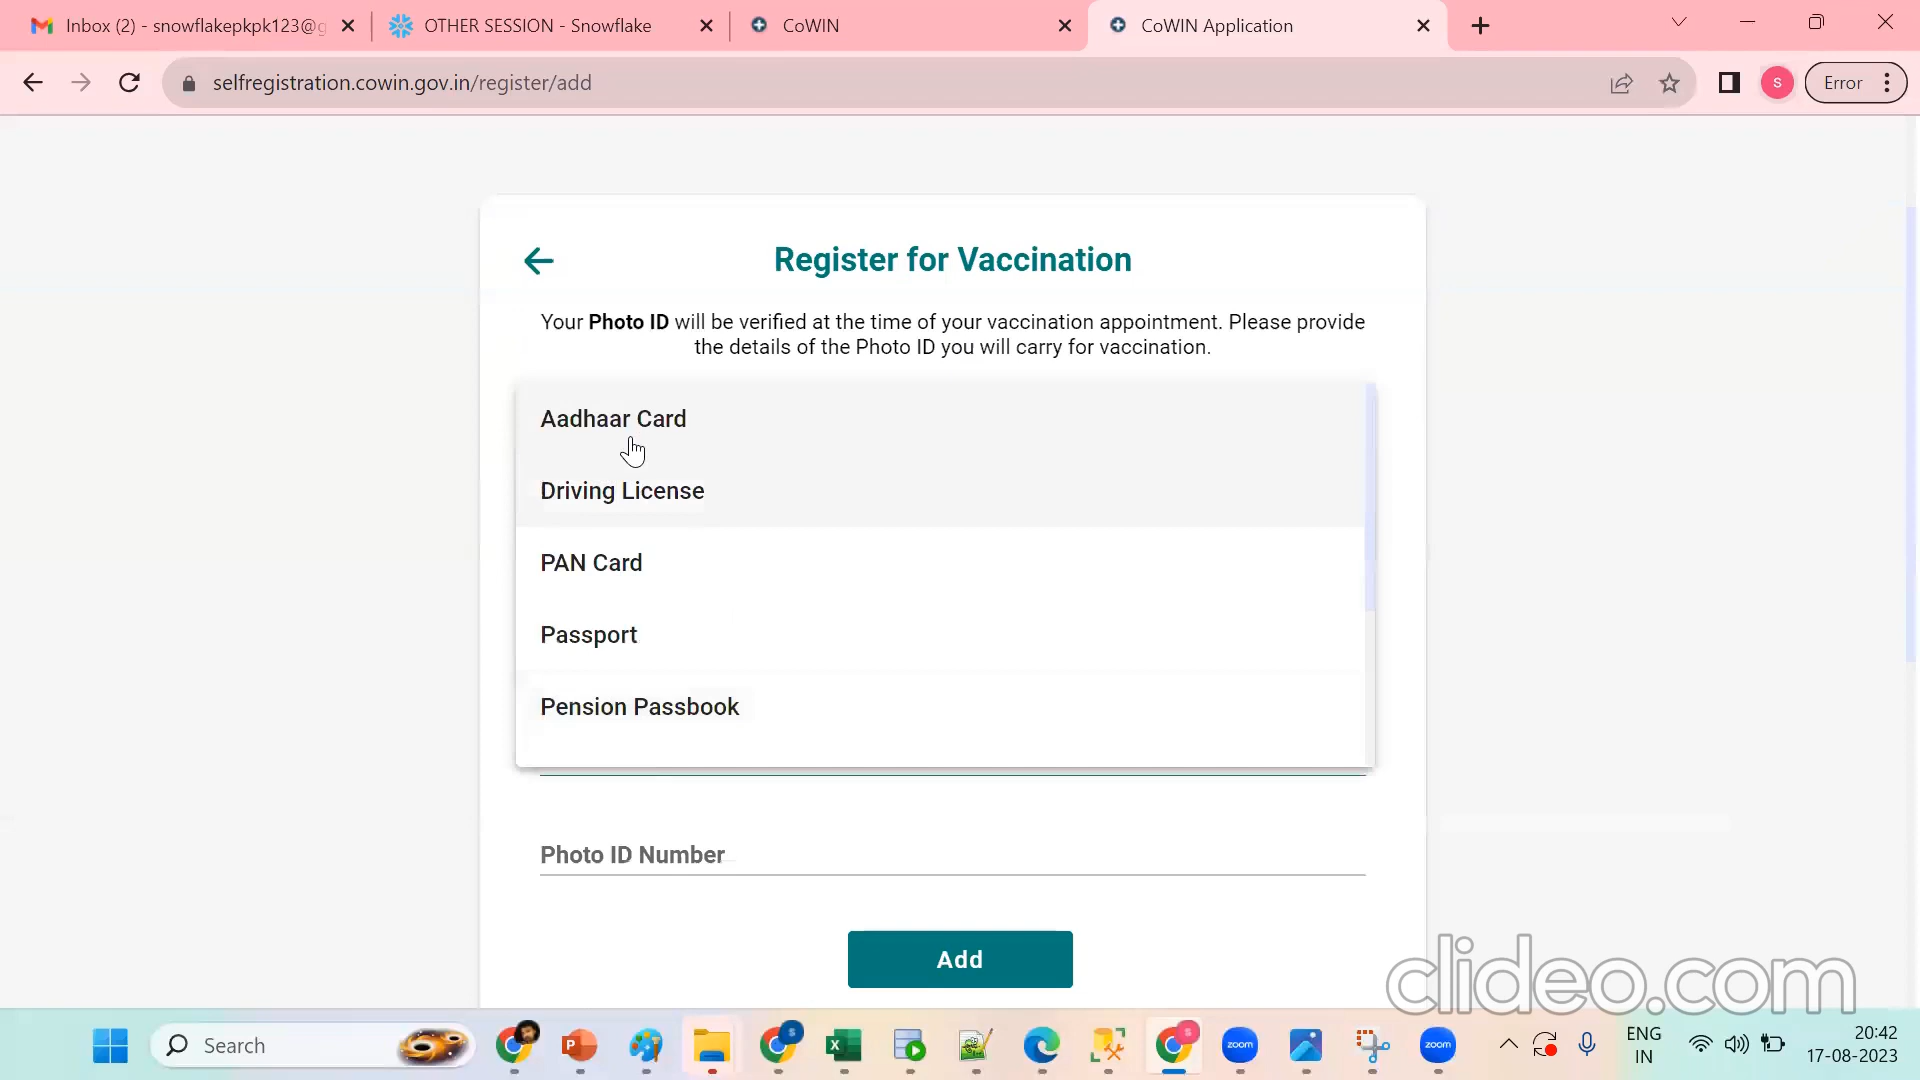 Inbox (2) - snowflakepkpk123@g
OTHER SESSION - Snowflake
CoWIN
CoWIN Application
selfregistration.cowin.gov.in/register/add
S
Error
Register for Vaccination
Your Photo ID will be verified at the time of your vaccination appointment. Please provide
the details of the Photo ID you will carry for vaccination.
Aadhaar Card
Driving License
PAN Card
Passport
Pension Passbook
Photo ID Number
Add
clideo.com
Search
P
S
X
S
zoom
zoom
ENG
IN
20:42
17-08-2023